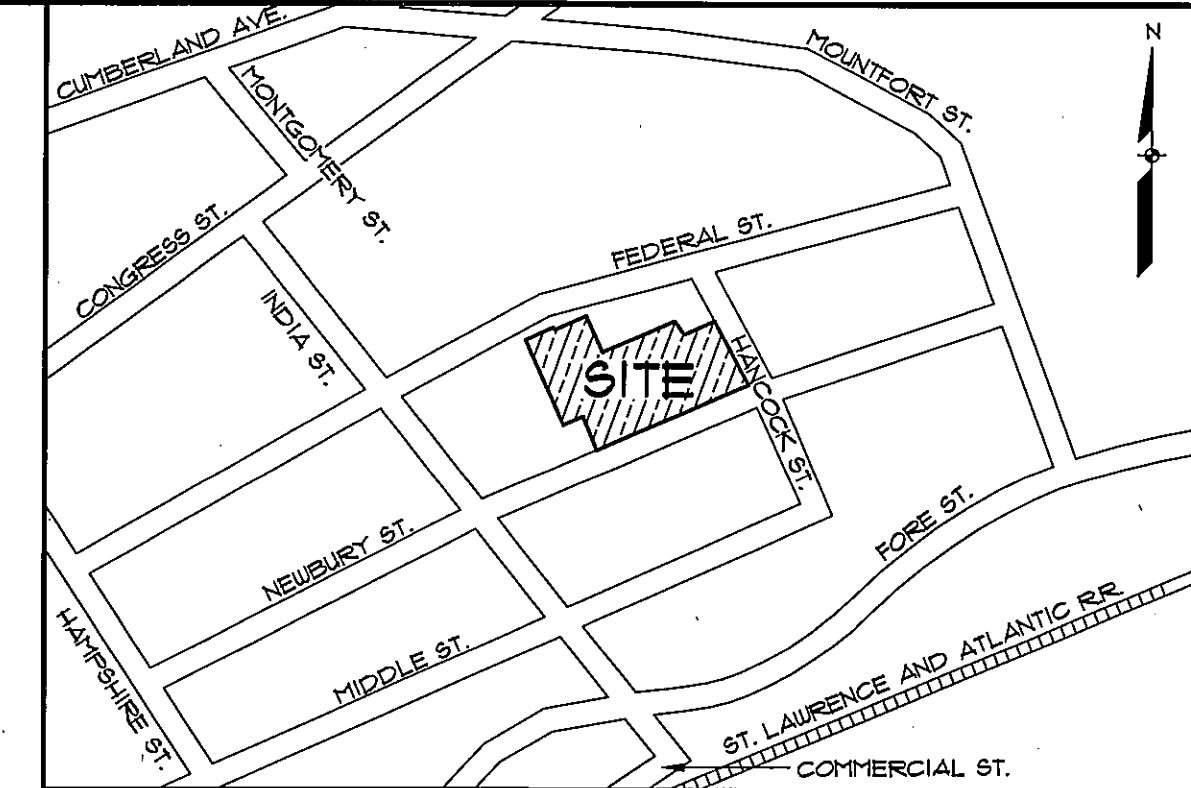 CUMBERLAND AVE.
N
MOUNTFORT ST.
MONTGOMERY ST.
CONGRESS ST.
FEDERAL ST.
INDIA ST.
SITE
HANCOCK ST.
NEWBURY ST.
FORE ST.
HAMPSHIRE ST.
MIDDLE ST.
ST. LAWRENCE AND ATLANTIC R.R.
COMMERCIAL ST.